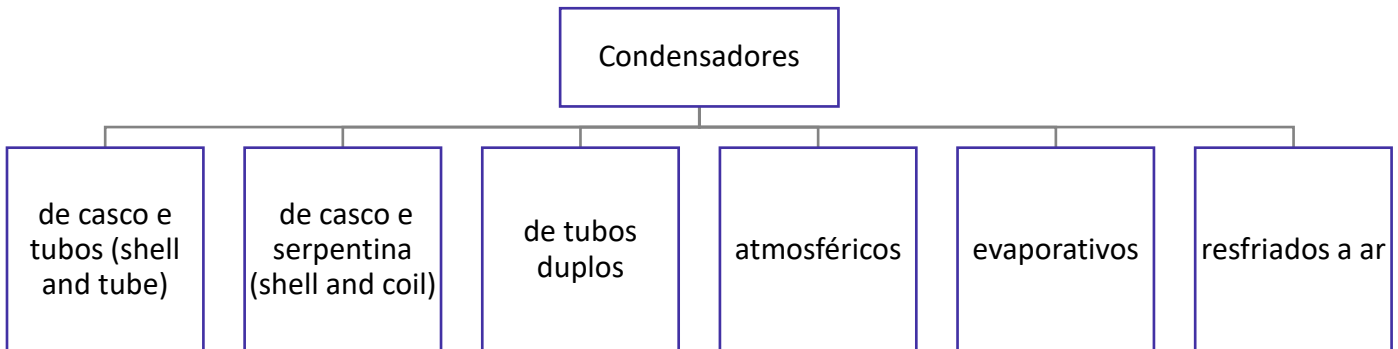 Condensadores
de casco e
tubos (shell
and tube)
de casco e
serpentina
(shell and coil)
de tubos
duplos
atmosféricos
evaporativos
resfriados a ar